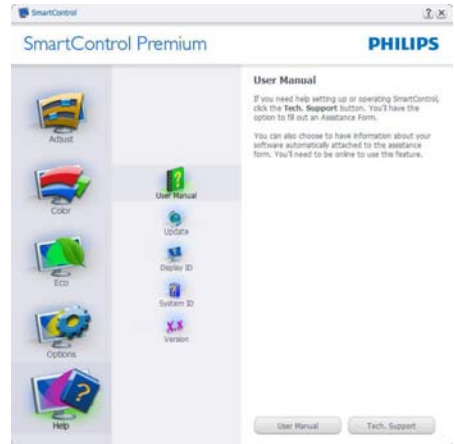 SmartControl
SmartControl Premium
PHILIPS
Adjust
Color
Eco
Options
Help
User Manual
Update
Display ID
System ID
X.X
Version
User Manual
If you need help setting up or operating SmartControl,
click the Tech. Support button. You'll have the
option to fill out an Assistance Form.
You can also choose to have information about your
software automatically attached to the assistance
form. You'll need to be online to use the feature.
User Manual
Tech. Support